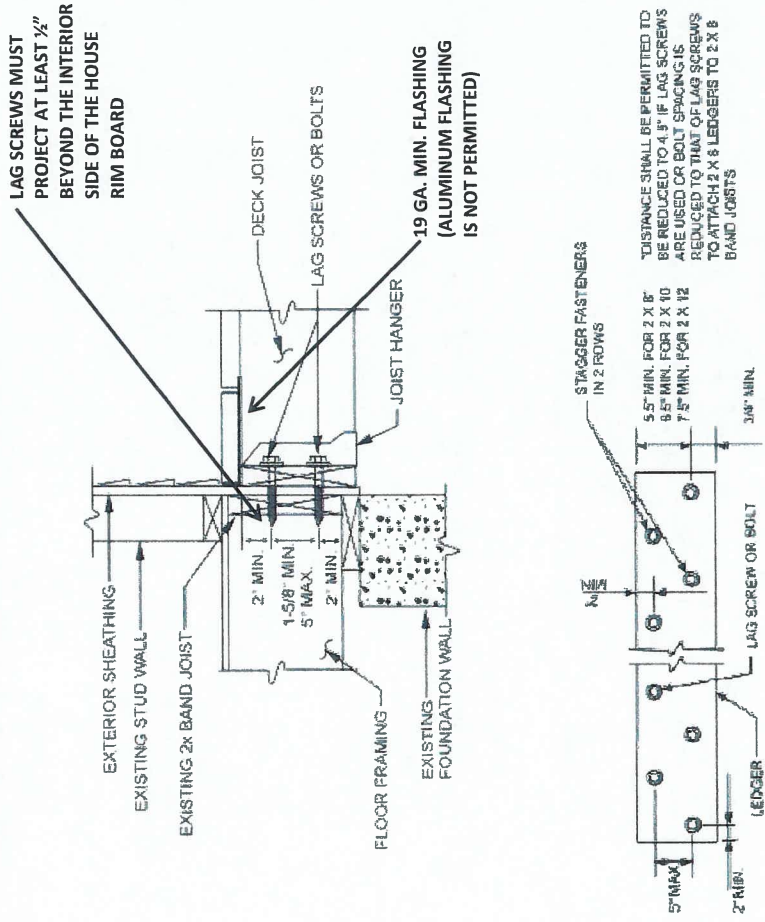 LAG SCREWS MUST
PROJECT AT LEAST ½"
BEYOND THE INTERIOR
SIDE OF THE HOUSE
RIM BOARD
EXTERIOR SHEATHING
EXISTING STUD WALL
EXISTING 2x BAND JOIST
FLOOR FRAMING
EXISTING
FOUNDATION WALL
2" MIN.
1-5/8" MIN.
5" MAX.
2" MIN.
DECK JOIST
LAG SCREWS OR BOLTS
19 GA. MIN. FLASHING
(ALUMINUM FLASHING
IS NOT PERMITTED)
JOIST HANGER
STAGGER FASTENERS
IN 2 ROWS
5.5" MIN. FOR 2 X 8*
6.5" MIN. FOR 2 X 10
7.5" MIN. FOR 2 X 12
*DISTANCE SHALL BE PERMITTED TO
BE REDUCED TO 4.5" IF LAG SCREWS
ARE USED OR BOLT SPACING IS
REDUCED TO THAT OF LAG SCREWS
TO ATTACH 2 X 8 LEDGERS TO 2 X 8
BAND JOISTS
3/4" MIN.
5" MAX
2" MIN.
LEDGER
LAG SCREW OR BOLT